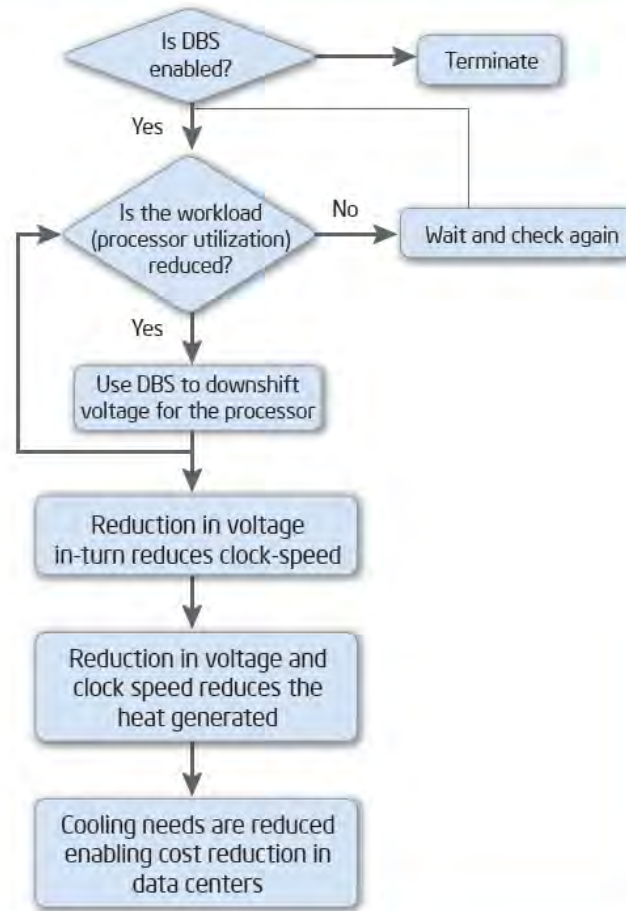 Is DBS
enabled?
Terminate
Yes
Is the workload
(processor utilization)
reduced?
No
Wait and check again
Yes
Use DBS to downshift
voltage for the processor
Reduction in voltage
in-turn reduces clock-speed
Reduction in voltage and
clock speed reduces the
heat generated
Cooling needs are reduced
enabling cost reduction in
data centers